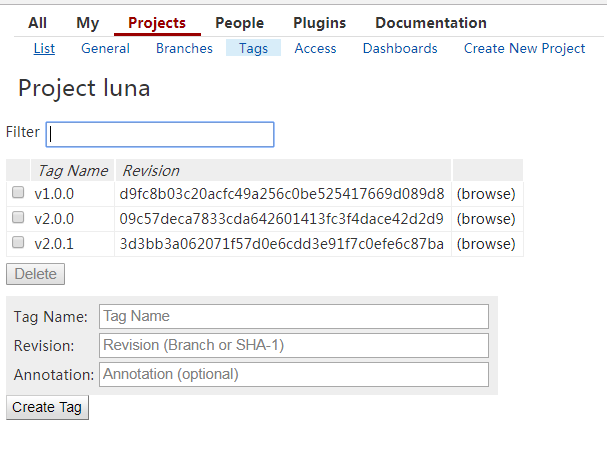 All My Projects People Plugins Documentation
List General Branches Tags Access Dashboards Create New Project
Project luna
Filter
Tag Name Revision
v1.0.0 d9fc8b03c20acfc49a256c0be525417669d089d8 (browse)
v2.0.0 09c57deca7833cda642601413fc3f4dace42d2d9 (browse)
v2.0.1 3d3bb3a062071f57d0e6cdd3e91f7c0efe6c87ba (browse)
Delete
Tag Name: Tag Name
Revision: Revision (Branch or SHA-1)
Annotation: Annotation (optional)
Create Tag